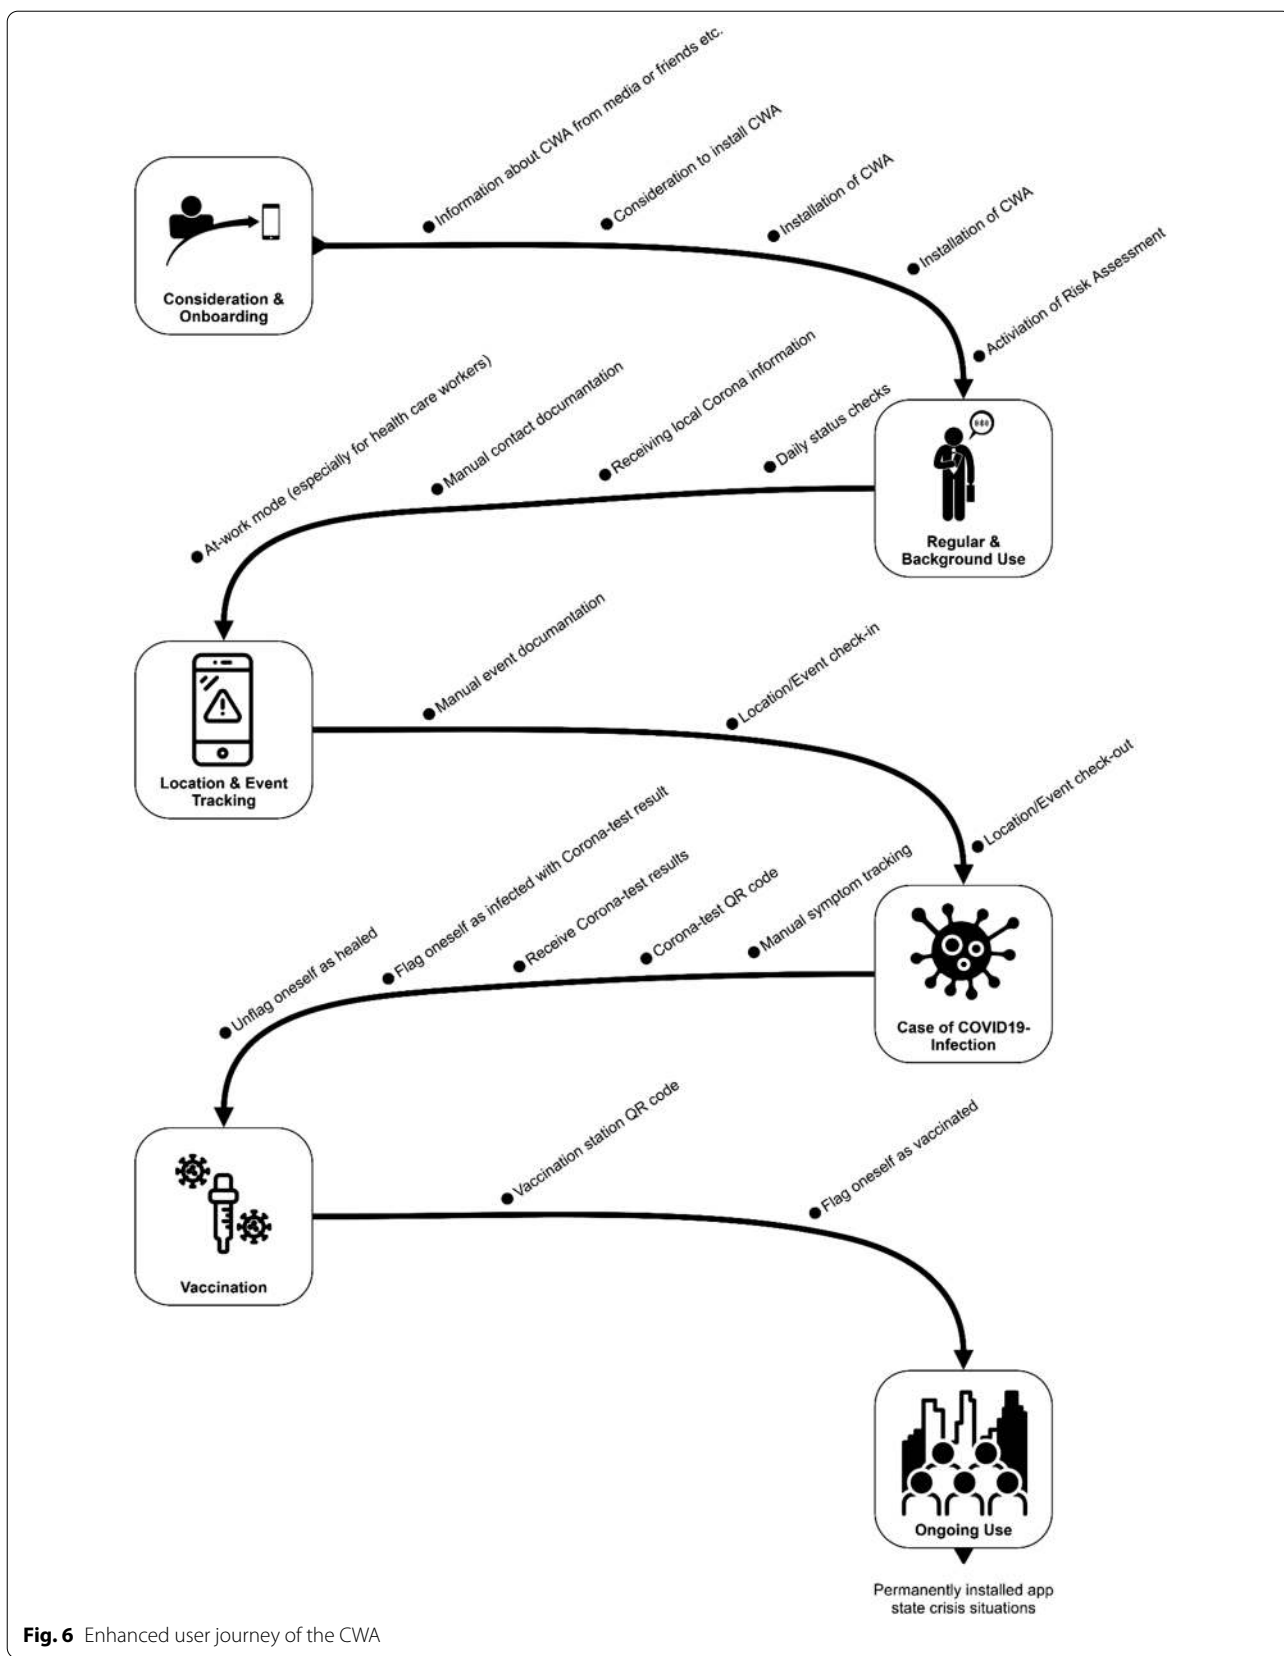 Information about CWA from media or friends etc.
Consideration to install CWA
Installation of CWA
Installation of CWA
Activiation of Risk Assessment
Consideration &
Onboarding
At-work mode (especially for health care workers)
Manual contact documantation
Receiving local Corona information
Daily status checks
Regular &
Background Use
Manual event documantation
Location/Event check-in
Location/Event check-out
Location & Event
Tracking
Unflag oneself as healed
Flag oneself as infected with Corona-test result
Receive Corona-test results
Corona-test QR code
Manual symptom tracking
Case of COVID19-
Infection
Vaccination station QR code
Flag oneself as vaccinated
Vaccination
Ongoing Use
Permanently installed app
state crisis situations
Fig. 6 Enhanced user journey of the CWA